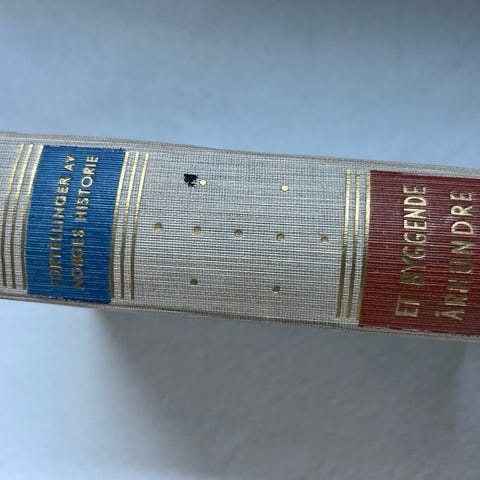 FORTELLINGER AV
NORGES HISTORIE
ET BYGGENDE
ÅRHUNDRE